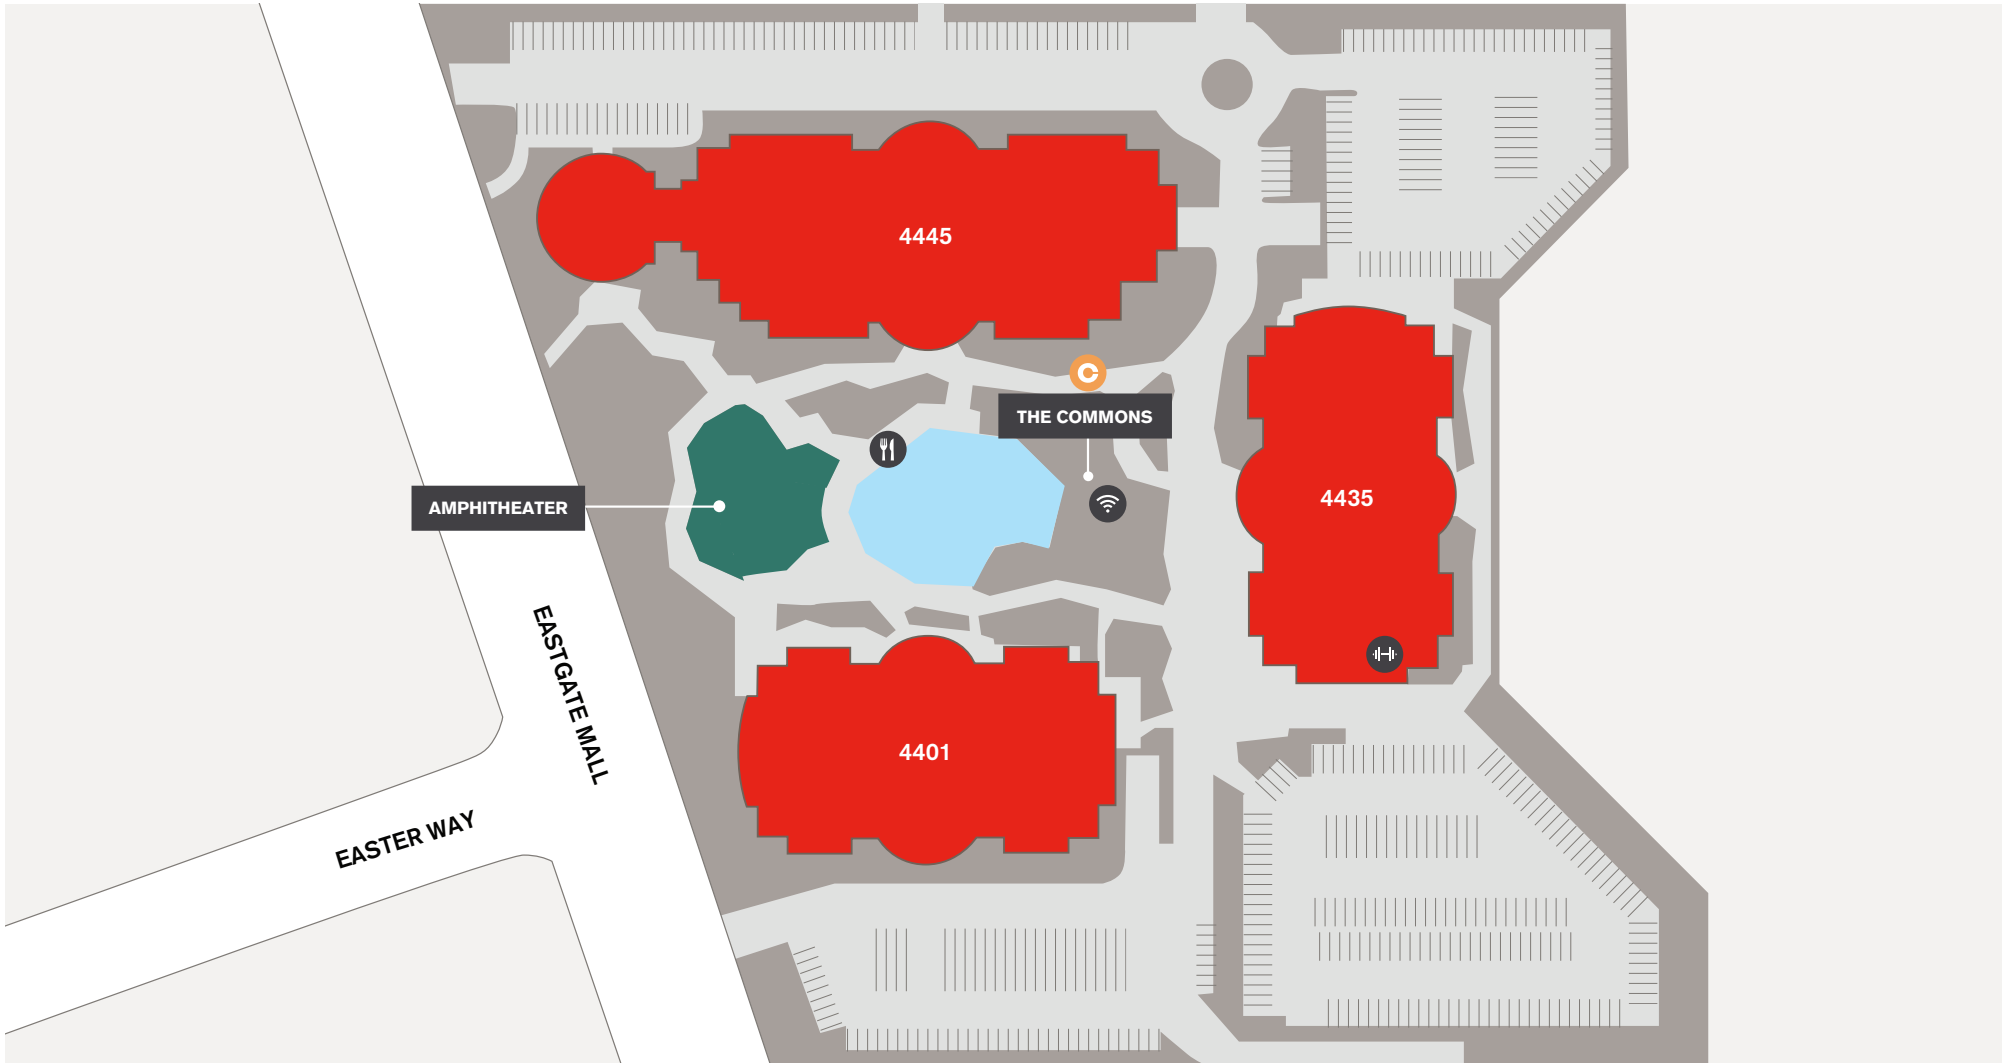 4445
THE COMMONS
4435
AMPHITHEATER
EASTGATE MALL
4401
EASTER WAY